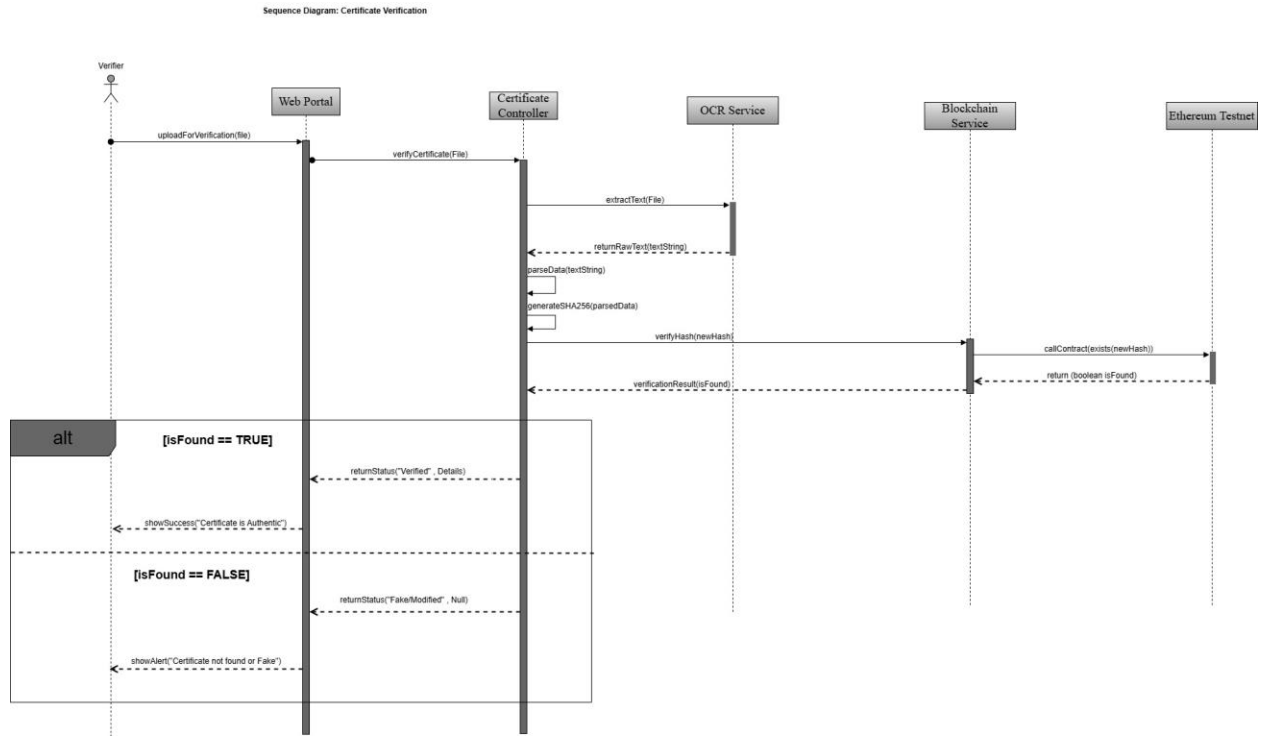 Sequence Diagram: Certificate Verification
Verifier
Web Portal
Certificate
Controller
OCR Service
Blockchain
Service
Ethereum Testnet
uploadForVerification(file)
verifyCertificate(File)
extractText(File)
returnRawText(textString)
parseData(textString)
generateSHA256(parsedData)
verifyHash(newHash)
callContract(exists(newHash))
return (boolean isFound)
verificationResult(isFound)
alt
[isFound == TRUE]
returnStatus("Verified" , Details)
showSuccess("Certificate is Authentic")
[isFound == FALSE]
returnStatus("Fake/Modified" , Null)
showAlert("Certificate not found or Fake")